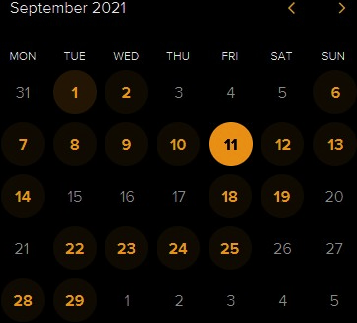 September 2021
MON TUE WED THU FRI SAT SUN
31 1 2 3 4 5 6
7 8 9 10 11 12 13
14 15 16 17 18 19 20
21 22 23 24 25 26 27
28 29 1 2 3 4 5